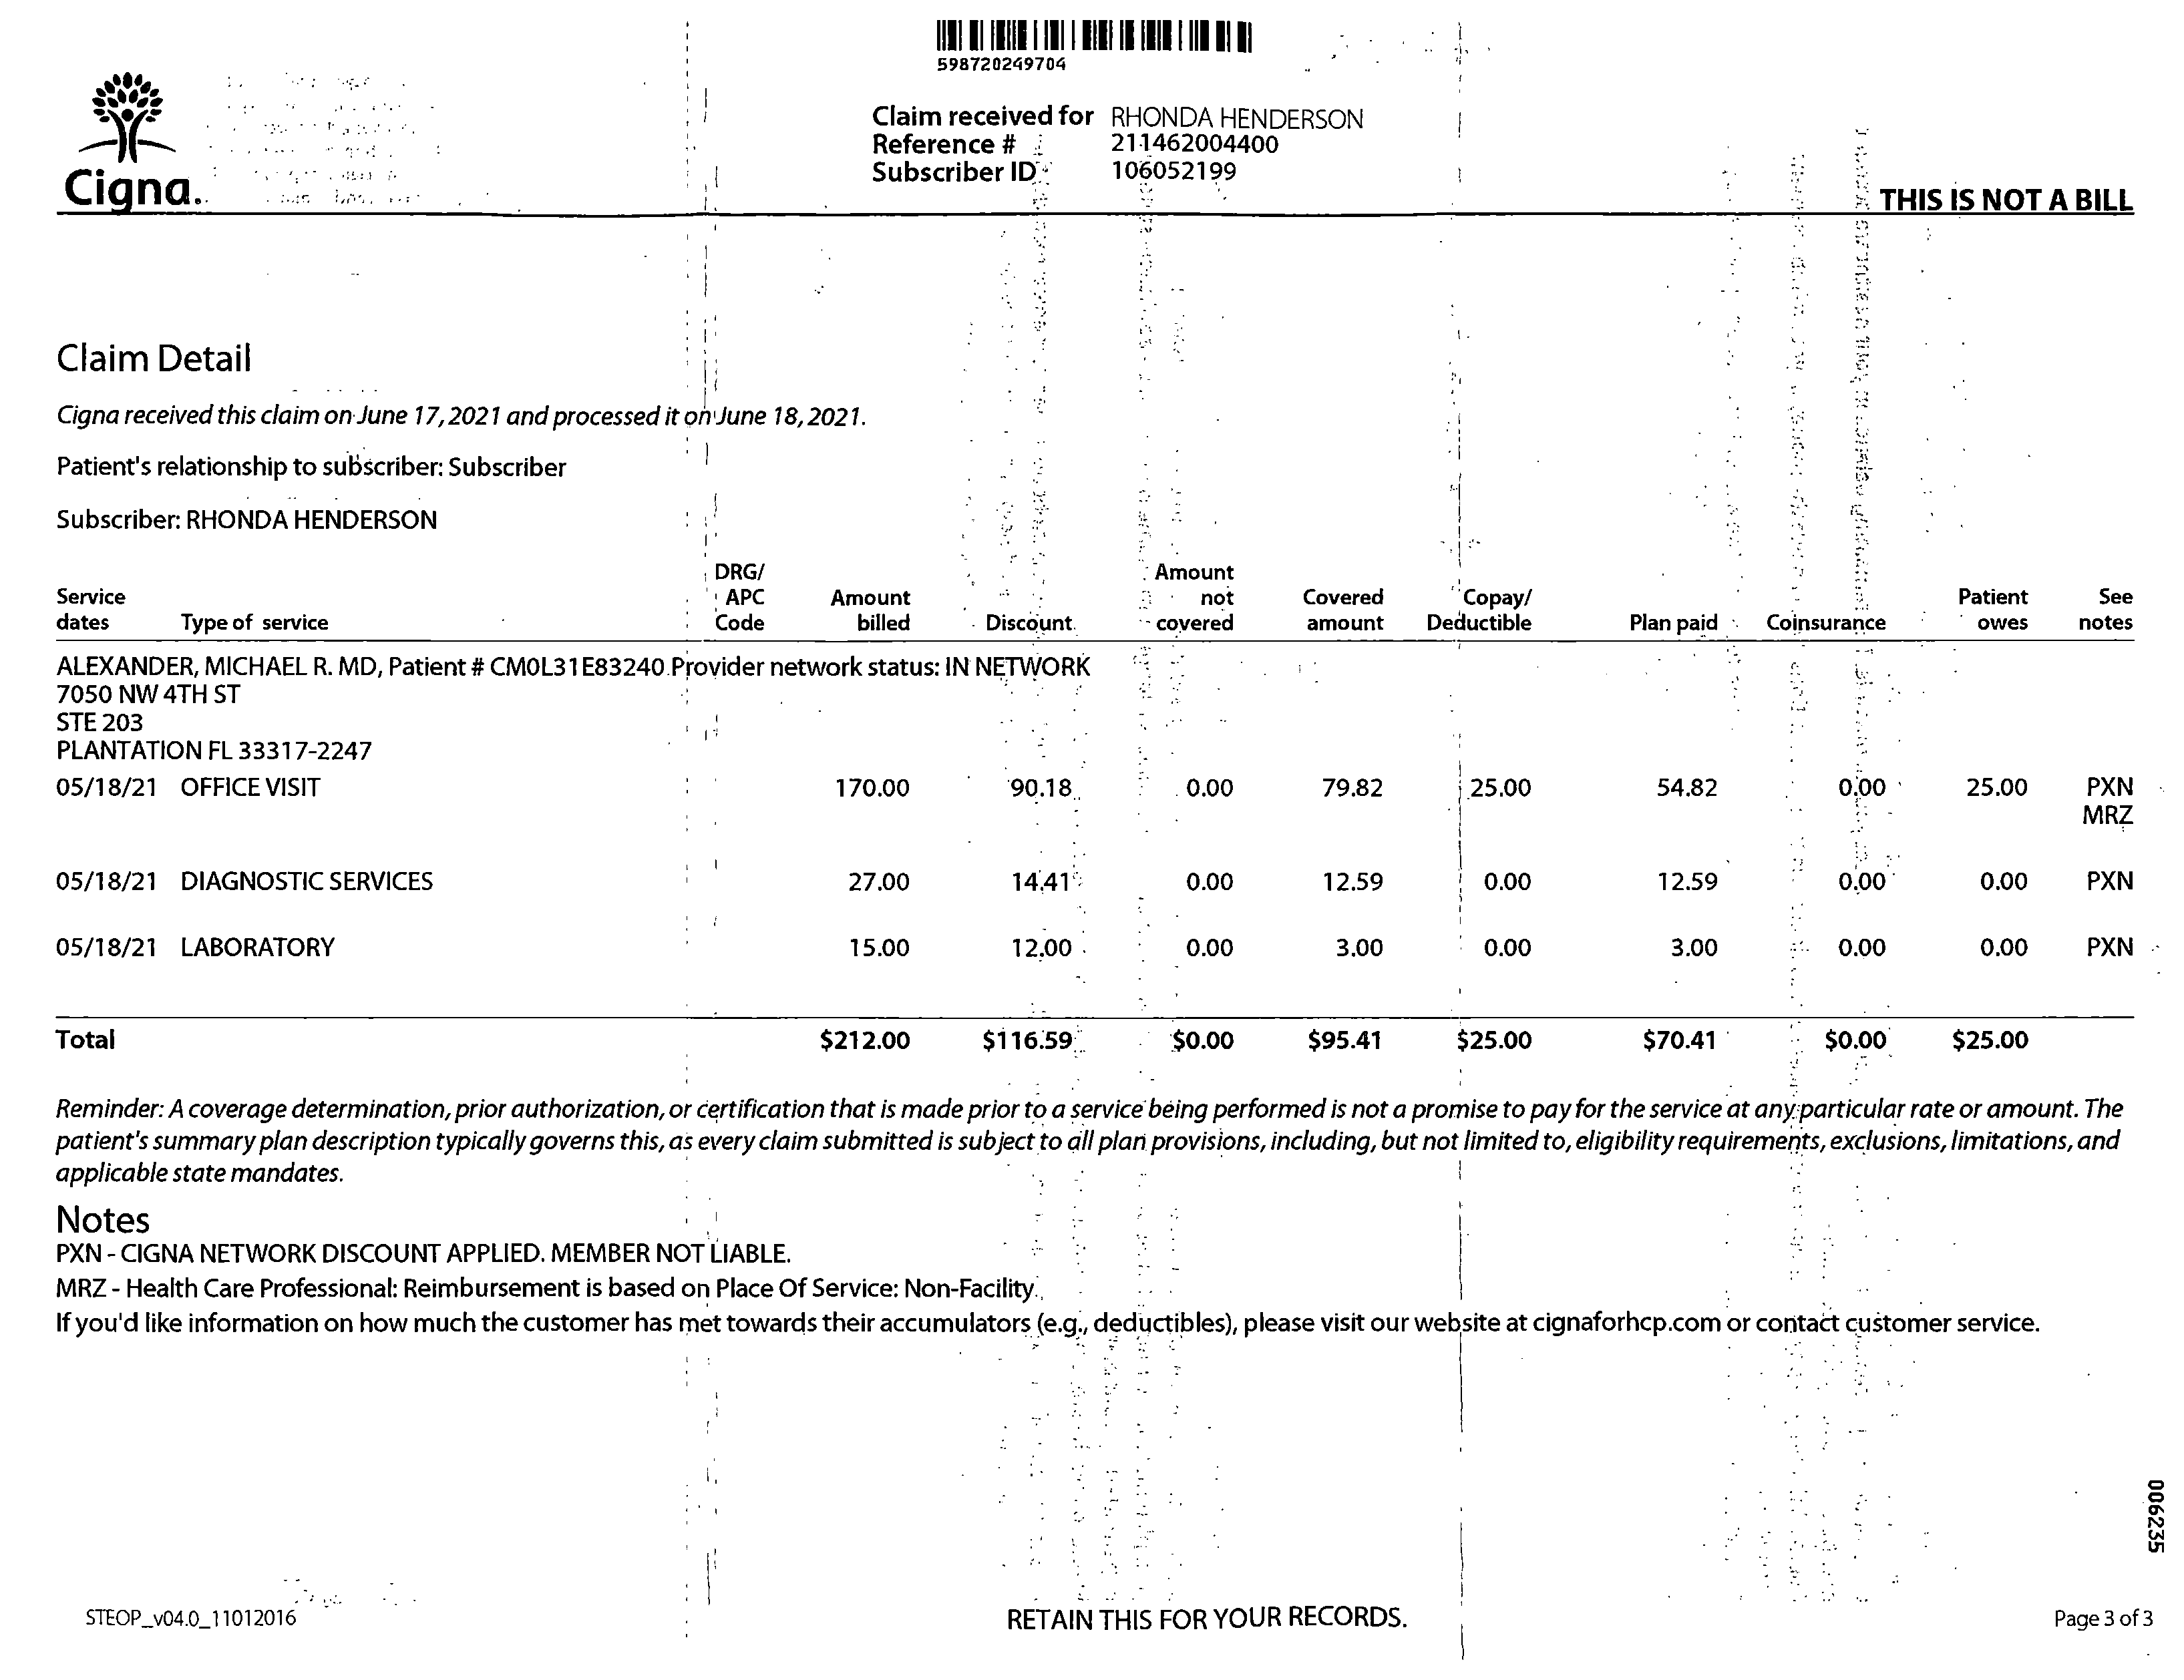 598720249704
Claim received for RHONDA HENDERSON
Reference # 211462004400
Subscriber ID 106052199
Cigna.
THIS IS NOT A BILL
Claim Detail
Cigna received this claim on June 17, 2021 and processed it on June 18, 2021.
Patient's relationship to subscriber: Subscriber
Subscriber: RHONDA HENDERSON
Service dates Type of service DRG/ APC Code Amount billed Discount Amount not covered Covered amount Copay/ Deductible Plan paid Coinsurance Patient owes See notes
ALEXANDER, MICHAEL R. MD, Patient # CM0L31E83240 Provider network status: IN NETWORK
7050 NW 4TH ST
STE 203
PLANTATION FL 33317-2247
05/18/21 OFFICE VISIT 170.00 90.18 0.00 79.82 25.00 54.82 0.00 25.00 PXN
MRZ
05/18/21 DIAGNOSTIC SERVICES 27.00 14.41 0.00 12.59 0.00 12.59 0.00 0.00 PXN
05/18/21 LABORATORY 15.00 12.00 0.00 3.00 0.00 3.00 0.00 0.00 PXN
Total $212.00 $116.59 $0.00 $95.41 $25.00 $70.41 $0.00 $25.00
Reminder: A coverage determination, prior authorization, or certification that is made prior to a service being performed is not a promise to pay for the service at any particular rate or amount. The
patient's summary plan description typically governs this, as every claim submitted is subject to all plan provisions, including, but not limited to, eligibility requirements, exclusions, limitations, and
applicable state mandates.
Notes
PXN - CIGNA NETWORK DISCOUNT APPLIED. MEMBER NOT LIABLE.
MRZ - Health Care Professional: Reimbursement is based on Place Of Service: Non-Facility.
If you'd like information on how much the customer has met towards their accumulators (e.g., deductibles), please visit our website at cignaforhcp.com or contact customer service.
006235
STEOP_v04.0_11012016
RETAIN THIS FOR YOUR RECORDS.
Page 3 of 3